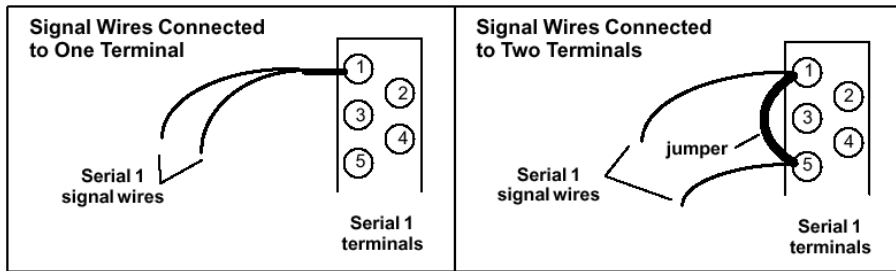 Signal Wires Connected
to One Terminal
1
2
3
4
5
Serial 1
signal wires
Serial 1
terminals
Signal Wires Connected
to Two Terminals
1
2
3
4
5
jumper
Serial 1
signal wires
Serial 1
terminals